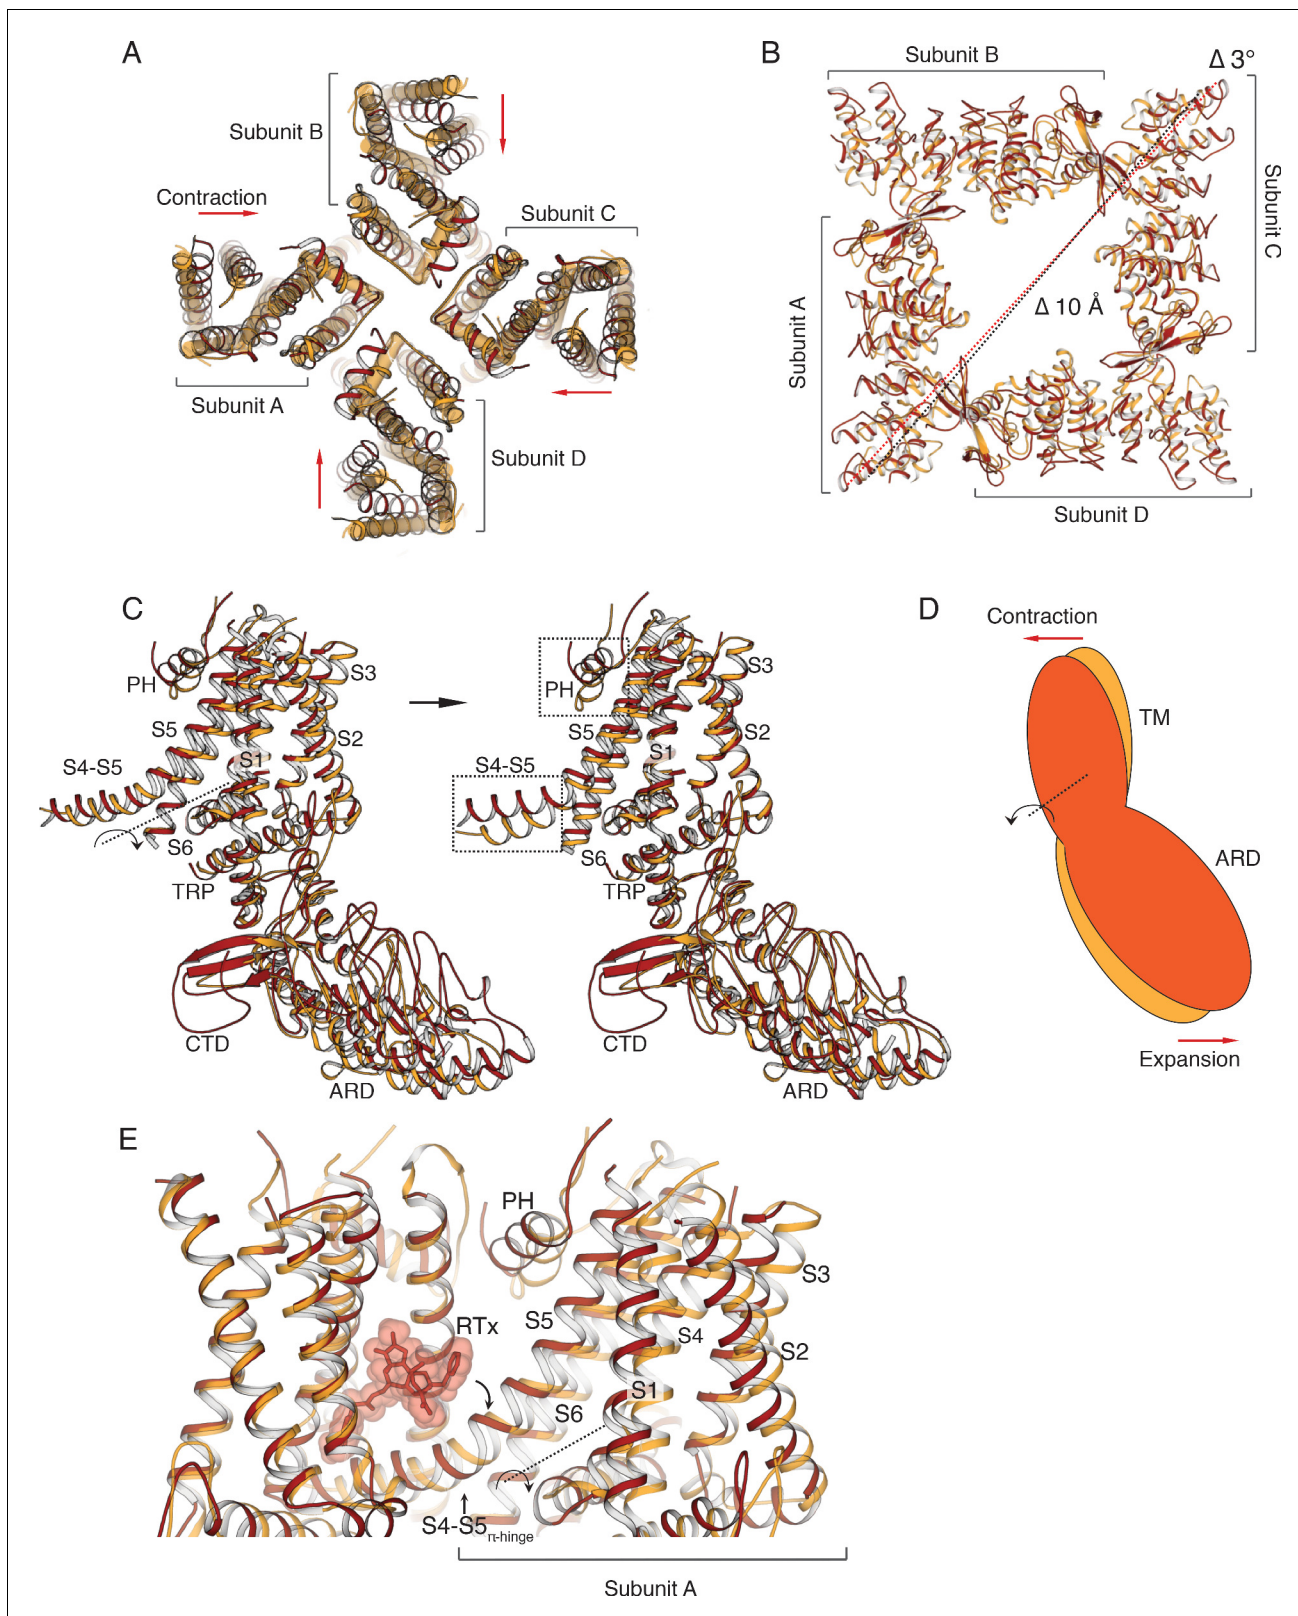 A
Subunit B
Contraction
Subunit C
Subunit A
Subunit D
B
Subunit B
Δ 3°
Subunit C
Subunit A
Δ 10 Å
Subunit D
C
PH
S3
S5
S2
S4-S5
S1
S6
TRP
CTD
ARD
PH
S3
S5
S2
S4-S5
S1
S6
TRP
CTD
ARD
D
Contraction
TM
ARD
Expansion
E
PH
S3
RTx
S5
S4
S2
S1
S6
S4-S5π-hinge
Subunit A